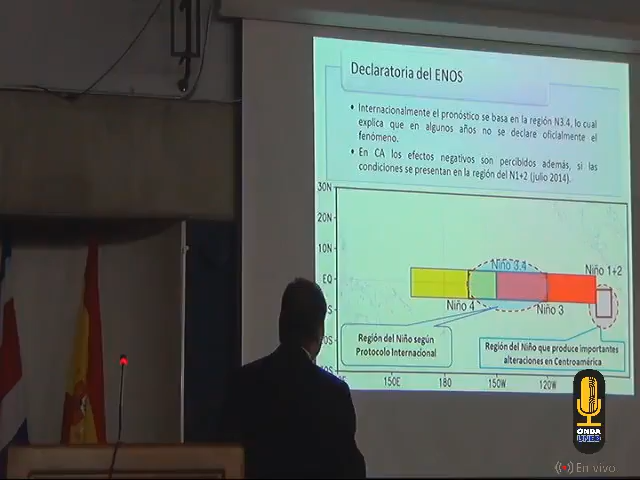 Declaratoria del ENOS
• Internacionalmente el pronóstico se basa en la región N3.4, lo cual
explica que en algunos años no se declare oficialmente el
fenómeno.
• En CA los efectos negativos son percibidos además, si las
condiciones se presentan en la región del N1+2 (julio 2014).
30N
20N
10N
EQ
Niño 3.4
Niño 1+2
Niño 4
Niño 3
Región del Niño según
Protocolo Internacional
Región del Niño que produce importantes
alteraciones en Centroamérica
150E
180
150W
120W
ONDA
UNED
En vivo